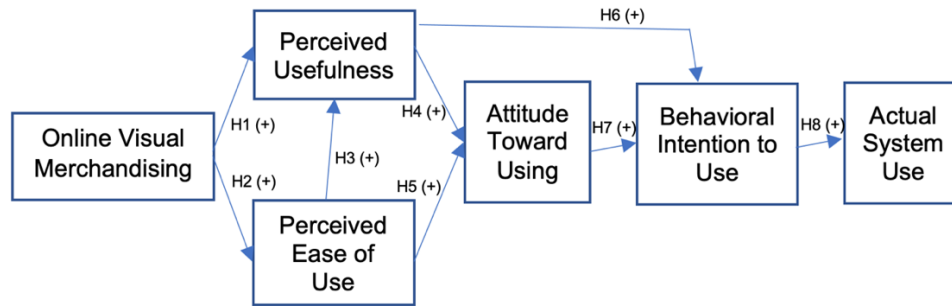 H6 (+)
Perceived
Usefulness
H1 (+)
H4 (+)
Online Visual
Merchandising
H3 (+)
Attitude
Toward
Using
H7 (+)
Behavioral
Intention to
Use
H8 (+)
Actual
System
Use
H2 (+)
H5 (+)
Perceived
Ease of
Use